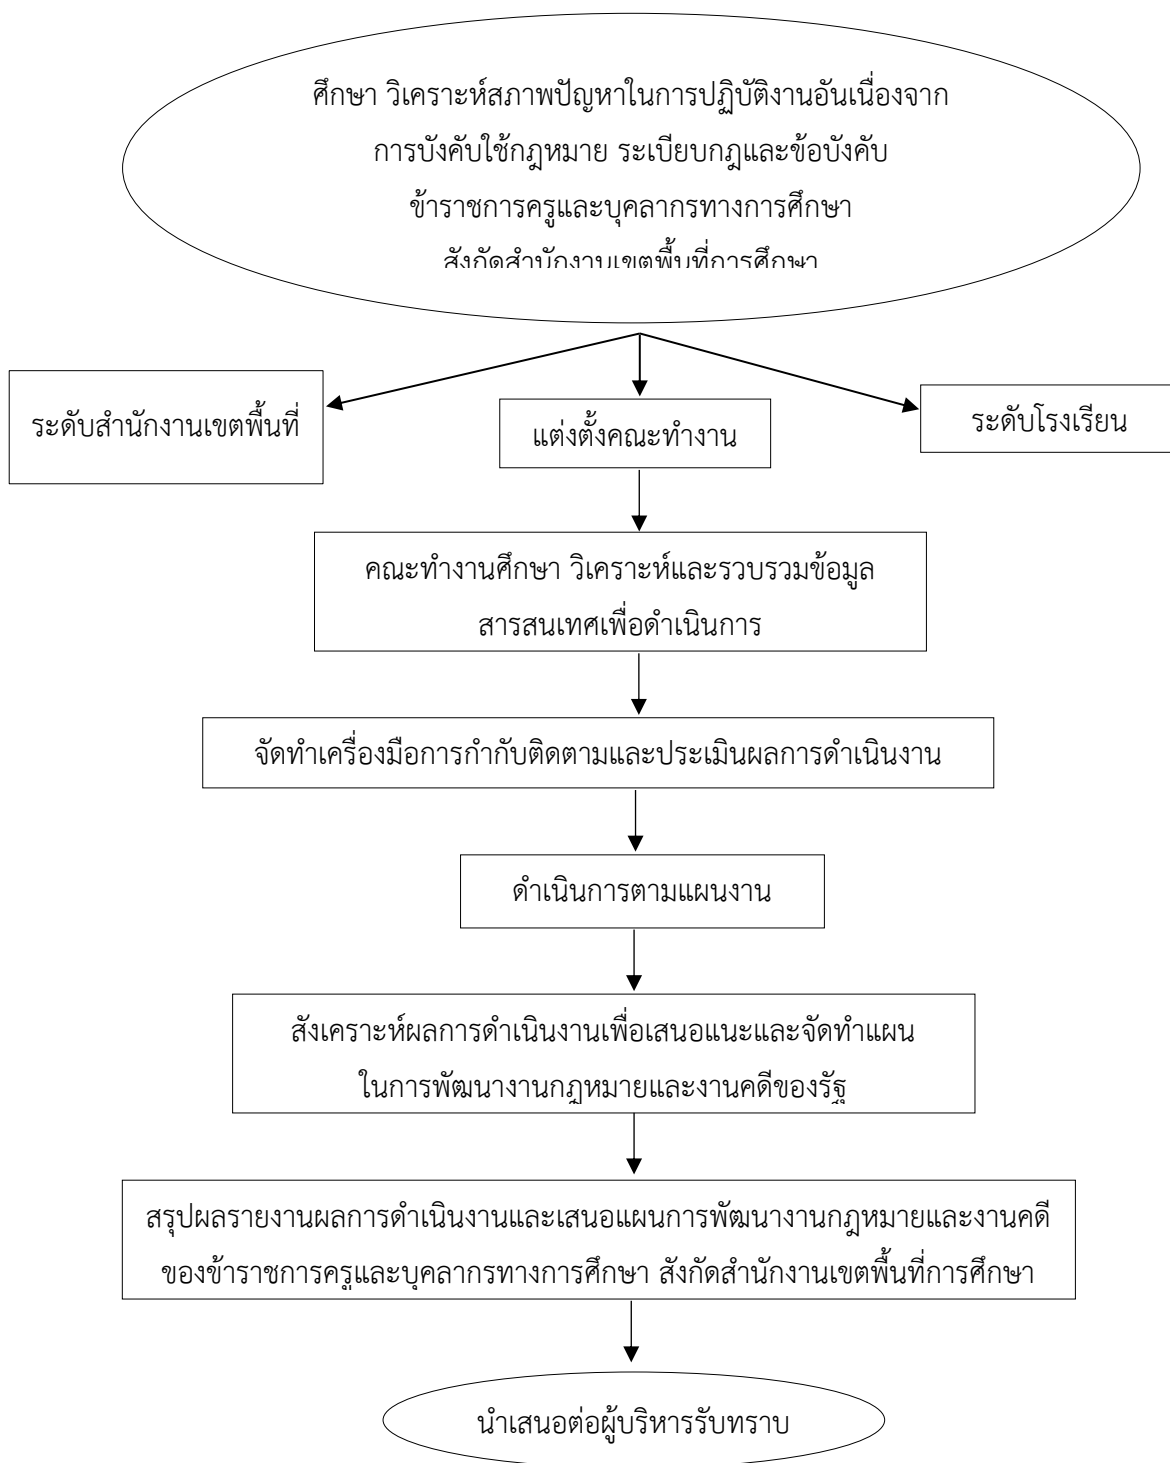 ศึกษา วิเคราะห์สภาพปัญหาในการปฏิบัติงานอันเนื่องจาก
การบังคับใช้กฎหมาย ระเบียบกฎและข้อบังคับ
ข้าราชการครูและบุคลากรทางการศึกษา
สังกัดสำนักงานเขตพื้นที่การศึกษา
ระดับสำนักงานเขตพื้นที่
แต่งตั้งคณะทำงาน
ระดับโรงเรียน
คณะทำงานศึกษา วิเคราะห์และรวบรวมข้อมูล
สารสนเทศเพื่อดำเนินการ
จัดทำเครื่องมือการกำกับติดตามและประเมินผลการดำเนินงาน
ดำเนินการตามแผนงาน
สังเคราะห์ผลการดำเนินงานเพื่อเสนอแนะและจัดทำแผน
ในการพัฒนางานกฎหมายและงานคดีของรัฐ
สรุปผลรายงานผลการดำเนินงานและเสนอแผนการพัฒนางานกฎหมายและงานคดี
ของข้าราชการครูและบุคลากรทางการศึกษา สังกัดสำนักงานเขตพื้นที่การศึกษา
นำเสนอต่อผู้บริหารรับทราบ